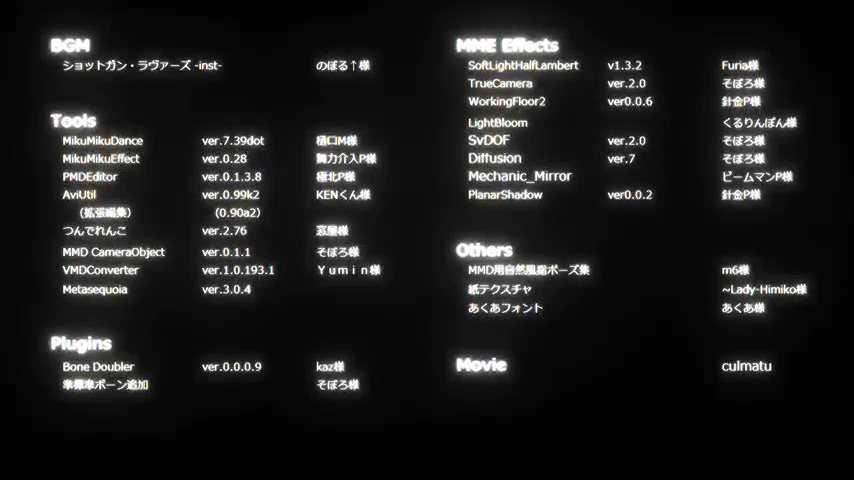 BGM
ショットガン・ラヴァーズ -inst- のぼる↑様
Tools
MikuMikuDance ver.7.39dot 樋口M様
MikuMikuEffect ver.0.28 舞力介入P様
PMDEditor ver.0.1.3.8 極北P様
AviUtil ver.0.99k2 KENくん様
（拡張編集） （0.90a2）
つんでれんこ ver.2.76 窓屋様
MMD CameraObject ver.0.1.1 そぼろ様
VMDConverter ver.1.0.193.1 Ｙｕｍｉｎ様
Metasequoia ver.3.0.4
Plugins
Bone Doubler ver.0.0.0.9 kaz様
準標準ボーン追加 そぼろ様
MME Effects
SoftLightHalfLambert v1.3.2 Furia様
TrueCamera ver.2.0 そぼろ様
WorkingFloor2 ver0.0.6 針金P様
LightBloom くるりんぱん様
SvDOF ver.2.0 そぼろ様
Diffusion ver.7 そぼろ様
Mechanic_Mirror ビームマンP様
PlanarShadow ver0.0.2 針金P様
Others
MMD用自然風指ポーズ集 m6様
紙テクスチャ ~Lady-Himiko様
あくあフォント あくあ様
Movie culmatu